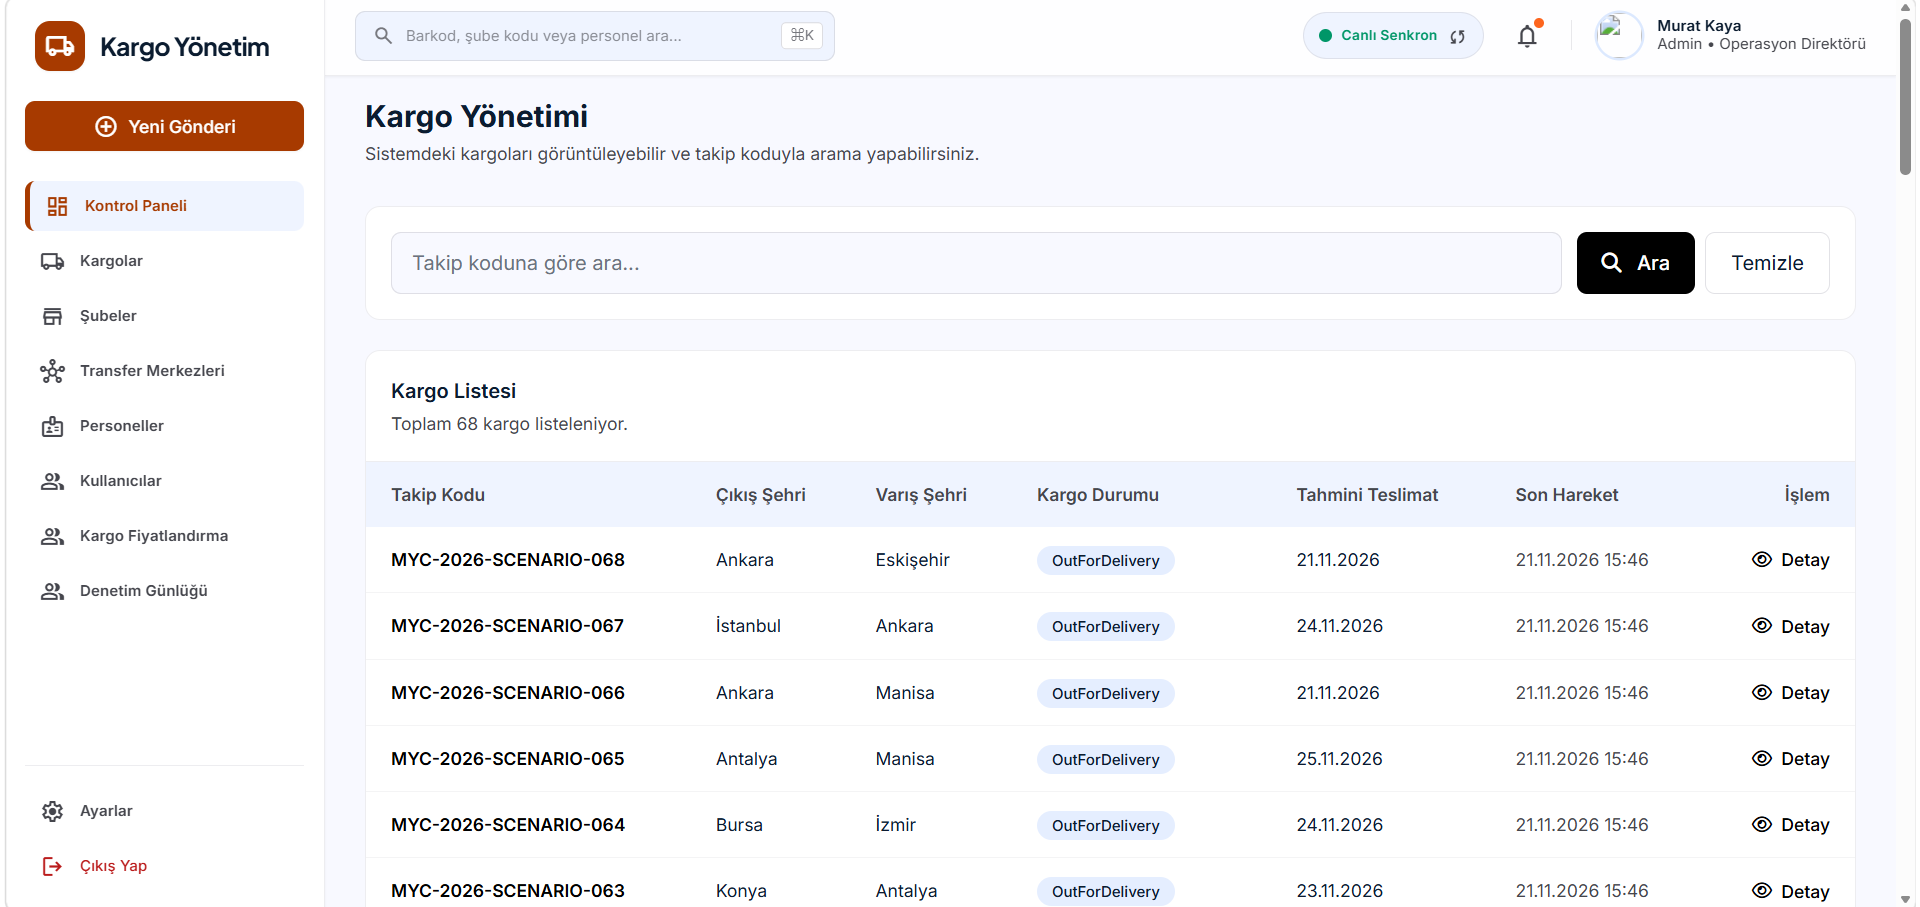 Kargo Yönetim
Yeni Gönderi
Kontrol Paneli
Kargolar
Şubeler
Transfer Merkezleri
Personeller
Kullanıcılar
Kargo Fiyatlandırma
Denetim Günlüğü
Ayarlar
Çıkış Yap
Barkod, şube kodu veya personel ara... ⌘K
Canlı Senkron
Murat Kaya
Admin • Operasyon Direktörü
Kargo Yönetimi
Sistemdeki kargoları görüntüleyebilir ve takip koduyla arama yapabilirsiniz.
Takip koduna göre ara... Ara Temizle
Kargo Listesi
Toplam 68 kargo listeleniyor.
Takip Kodu Çıkış Şehri Varış Şehri Kargo Durumu Tahmini Teslimat Son Hareket İşlem
MYC-2026-SCENARIO-068 Ankara Eskişehir OutForDelivery 21.11.2026 21.11.2026 15:46 Detay
MYC-2026-SCENARIO-067 İstanbul Ankara OutForDelivery 24.11.2026 21.11.2026 15:46 Detay
MYC-2026-SCENARIO-066 Ankara Manisa OutForDelivery 21.11.2026 21.11.2026 15:46 Detay
MYC-2026-SCENARIO-065 Antalya Manisa OutForDelivery 25.11.2026 21.11.2026 15:46 Detay
MYC-2026-SCENARIO-064 Bursa İzmir OutForDelivery 24.11.2026 21.11.2026 15:46 Detay
MYC-2026-SCENARIO-063 Konya Antalya OutForDelivery 23.11.2026 21.11.2026 15:46 Detay